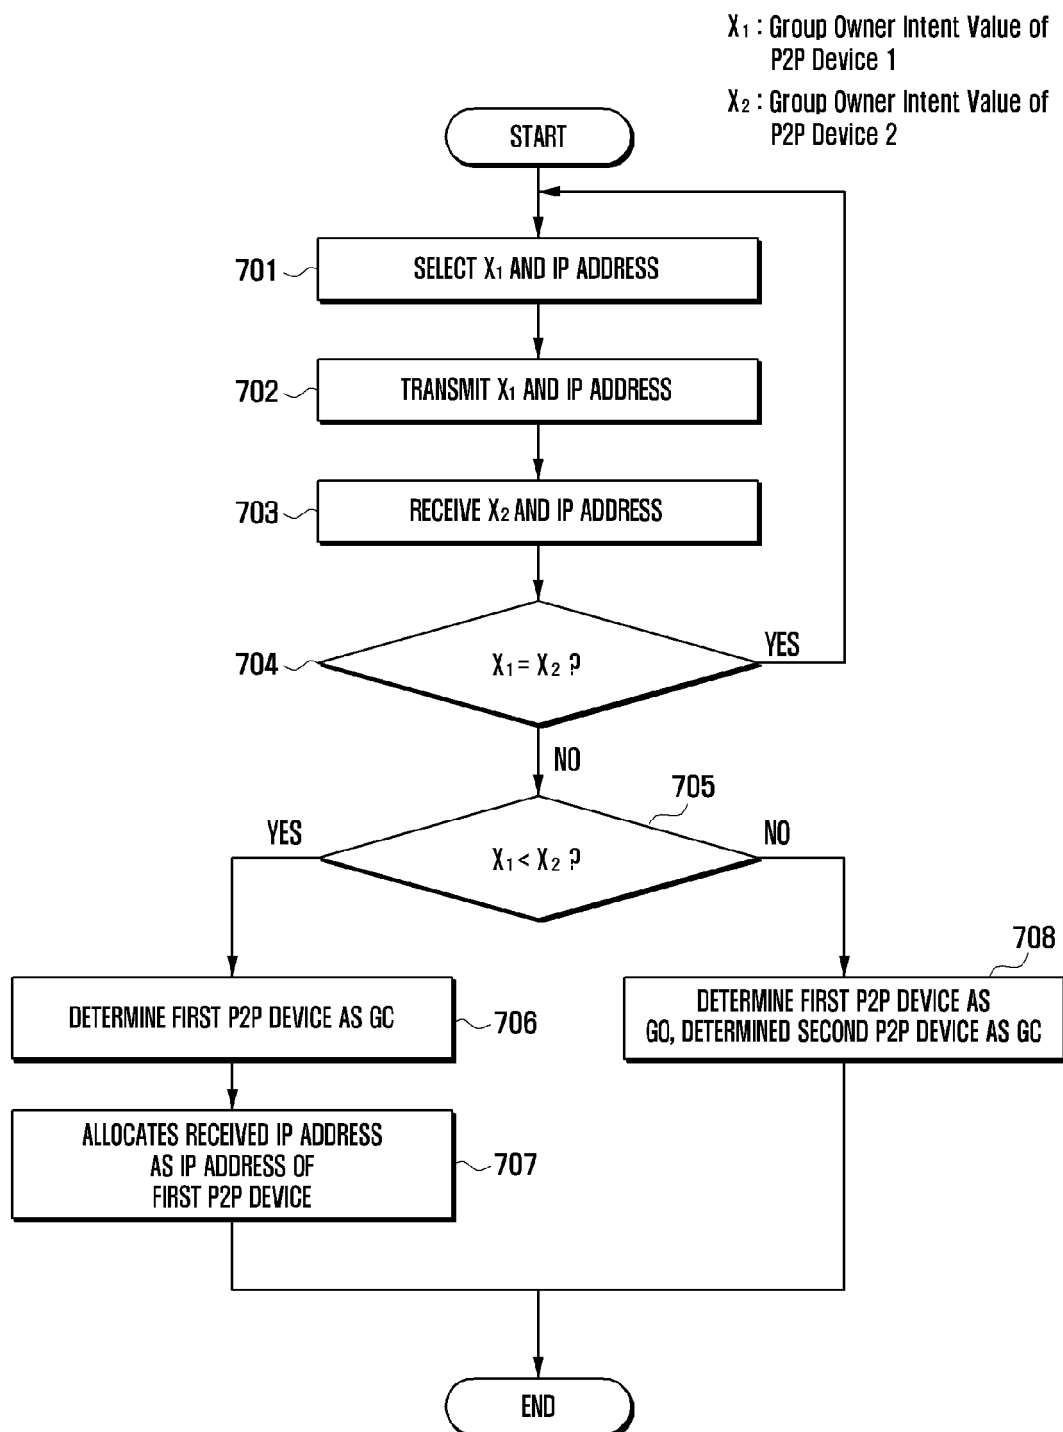 X₁ : Group Owner Intent Value of
P2P Device 1
X₂ : Group Owner Intent Value of
P2P Device 2
START
701
SELECT X₁ AND IP ADDRESS
702
TRANSMIT X₁ AND IP ADDRESS
703
RECEIVE X₂ AND IP ADDRESS
704
X₁ = X₂ ?
YES
NO
705
YES
X₁ < X₂ ?
NO
708
DETERMINE FIRST P2P DEVICE AS GC
706
DETERMINE FIRST P2P DEVICE AS
GO, DETERMINED SECOND P2P DEVICE AS GC
ALLOCATES RECEIVED IP ADDRESS
AS IP ADDRESS OF
FIRST P2P DEVICE
707
END